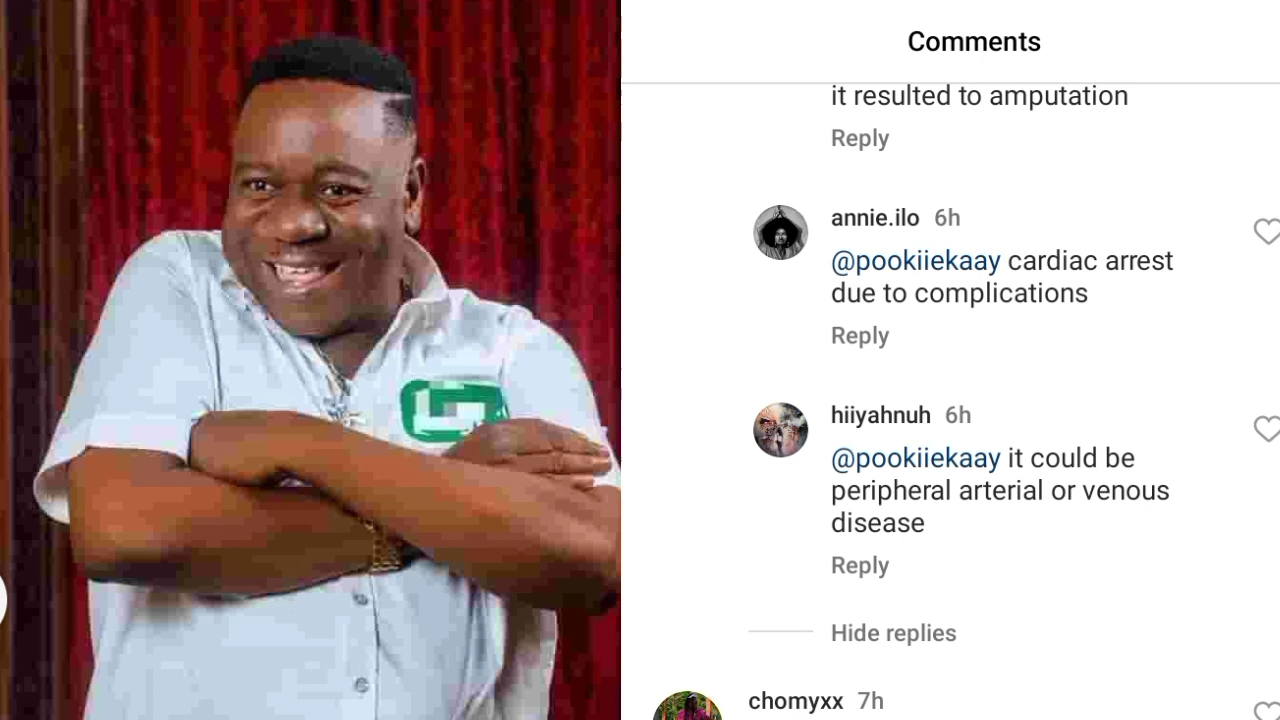 Comments
it resulted to amputation
Reply
annie.ilo 6h
@pookiiekaay cardiac arrest
due to complications
Reply
hiiyahnuh 6h
@pookiiekaay it could be
peripheral arterial or venous
disease
Reply
Hide replies
chomyxx 7h